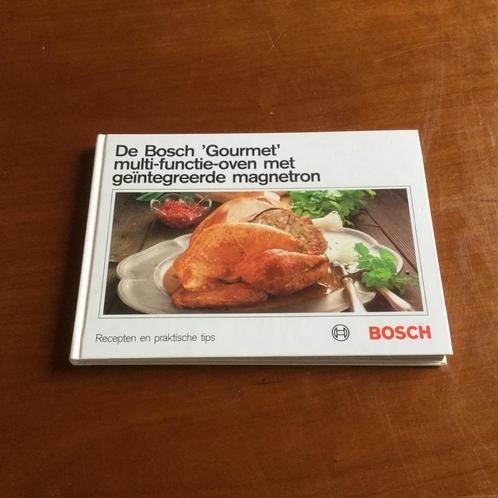 De Bosch 'Gourmet'
multi-functie-oven met
geïntegreerde magnetron
Recepten en praktische tips
BOSCH